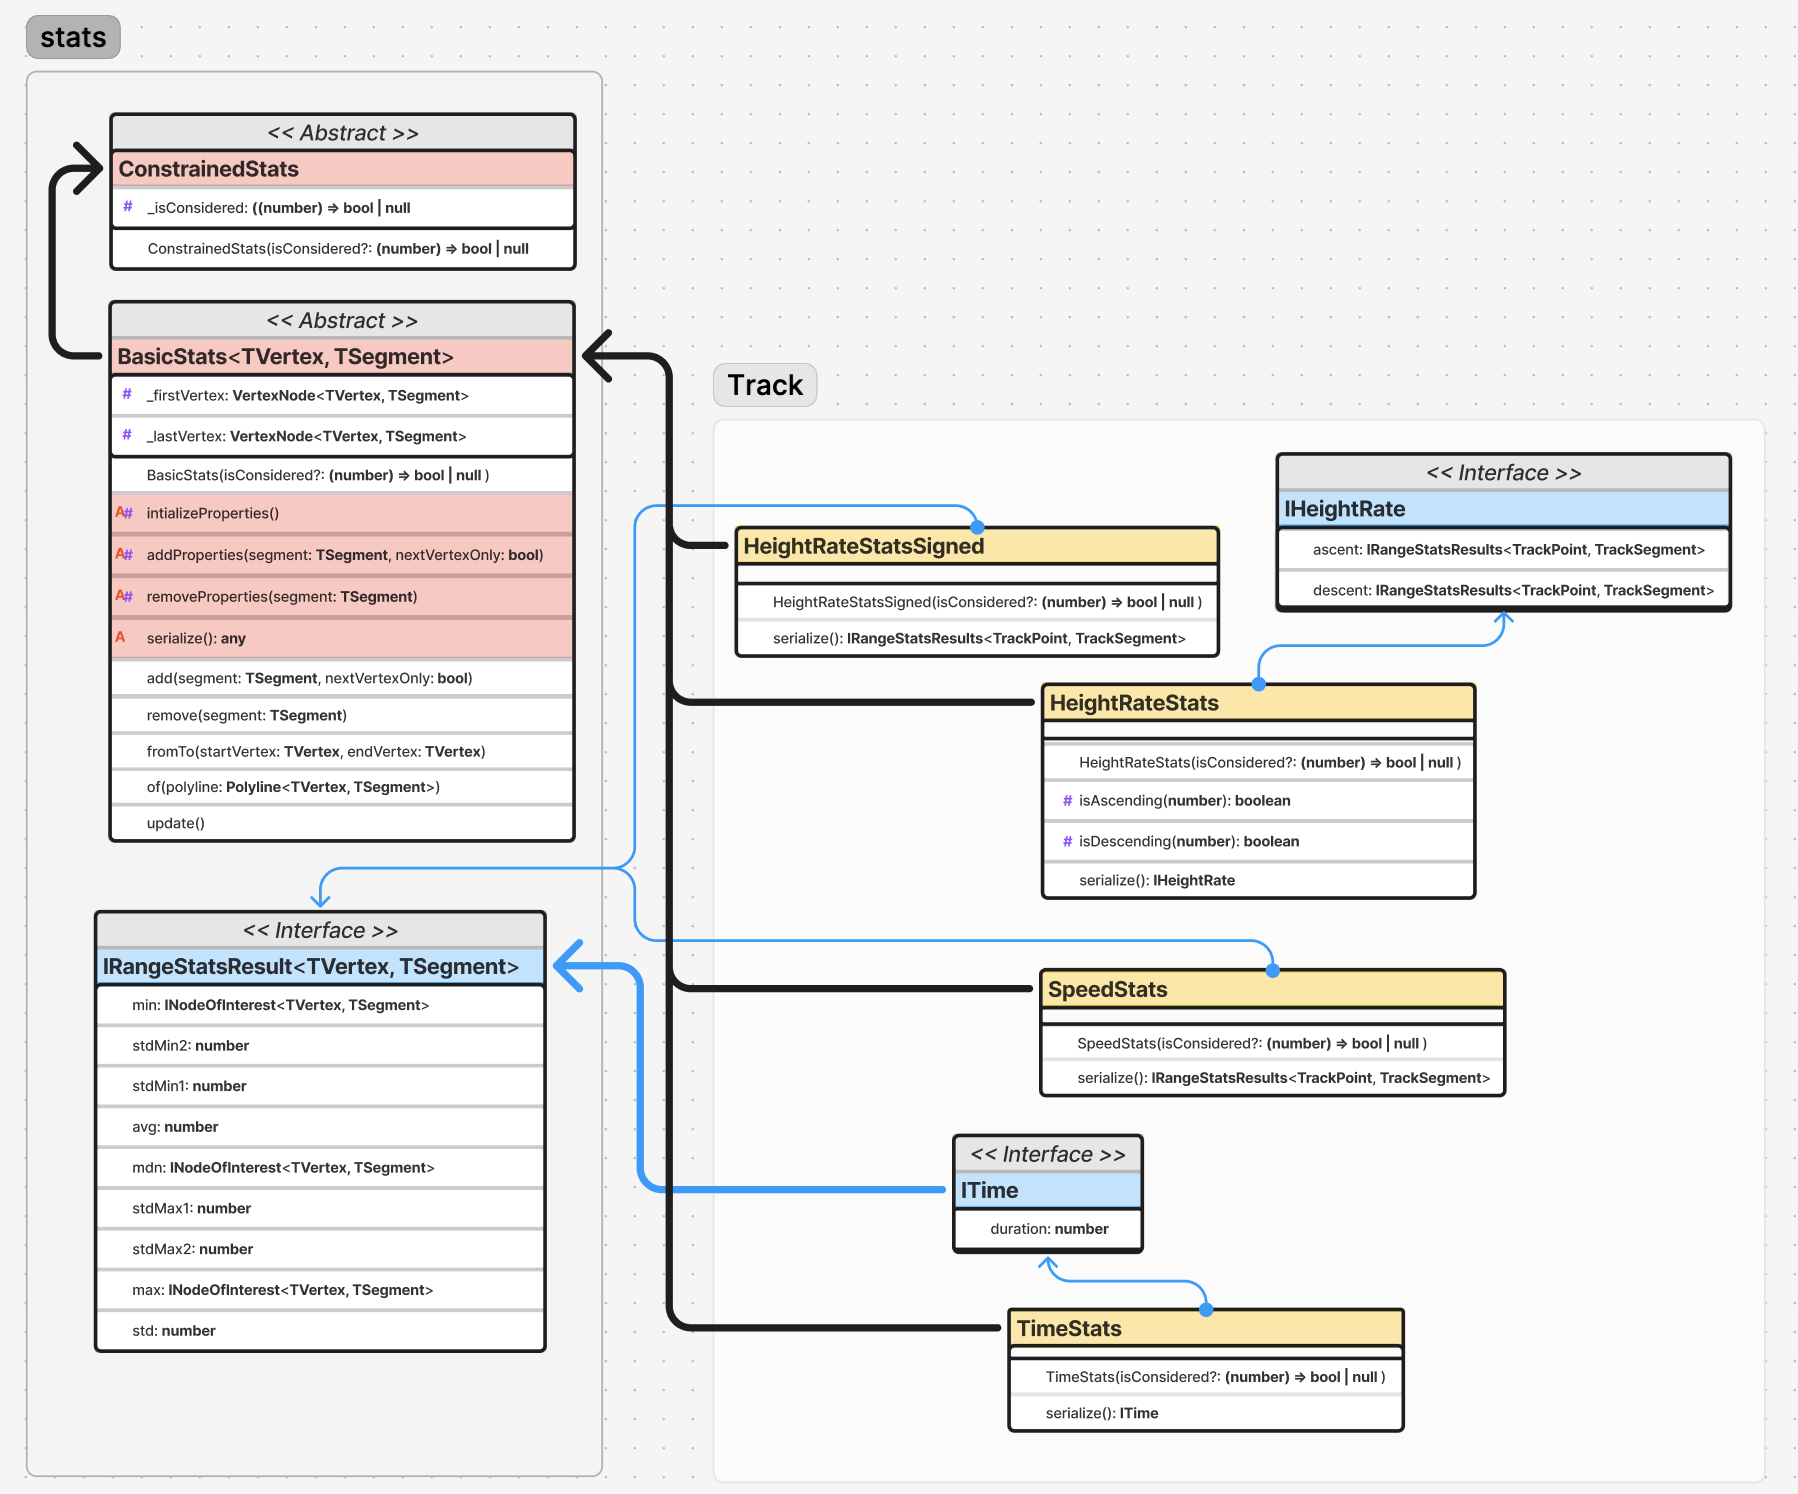 stats
<< Abstract >>
ConstrainedStats
# _isConsidered: ((number) => bool | null
ConstrainedStats(isConsidered?: (number) => bool | null
<< Abstract >>
BasicStats<TVertex, TSegment>
# _firstVertex: VertexNode<TVertex, TSegment>
# _lastVertex: VertexNode<TVertex, TSegment>
BasicStats(isConsidered?: (number) => bool | null )
A# intializeProperties()
A# addProperties(segment: TSegment, nextVertexOnly: bool)
A# removeProperties(segment: TSegment)
A serialize(): any
add(segment: TSegment, nextVertexOnly: bool)
remove(segment: TSegment)
fromTo(startVertex: TVertex, endVertex: TVertex)
of(polyline: Polyline<TVertex, TSegment>)
update()
<< Interface >>
IRangeStatsResult<TVertex, TSegment>
min: INodeOfInterest<TVertex, TSegment>
stdMin2: number
stdMin1: number
avg: number
mdn: INodeOfInterest<TVertex, TSegment>
stdMax1: number
stdMax2: number
max: INodeOfInterest<TVertex, TSegment>
std: number
Track
<< Interface >>
IHeightRate
ascent: IRangeStatsResults<TrackPoint, TrackSegment>
descent: IRangeStatsResults<TrackPoint, TrackSegment>
HeightRateStatsSigned
HeightRateStatsSigned(isConsidered?: (number) => bool | null )
serialize(): IRangeStatsResults<TrackPoint, TrackSegment>
HeightRateStats
HeightRateStats(isConsidered?: (number) => bool | null )
# isAscending(number): boolean
# isDescending(number): boolean
serialize(): IHeightRate
SpeedStats
SpeedStats(isConsidered?: (number) => bool | null )
serialize(): IRangeStatsResults<TrackPoint, TrackSegment>
<< Interface >>
ITime
duration: number
TimeStats
TimeStats(isConsidered?: (number) => bool | null )
serialize(): ITime